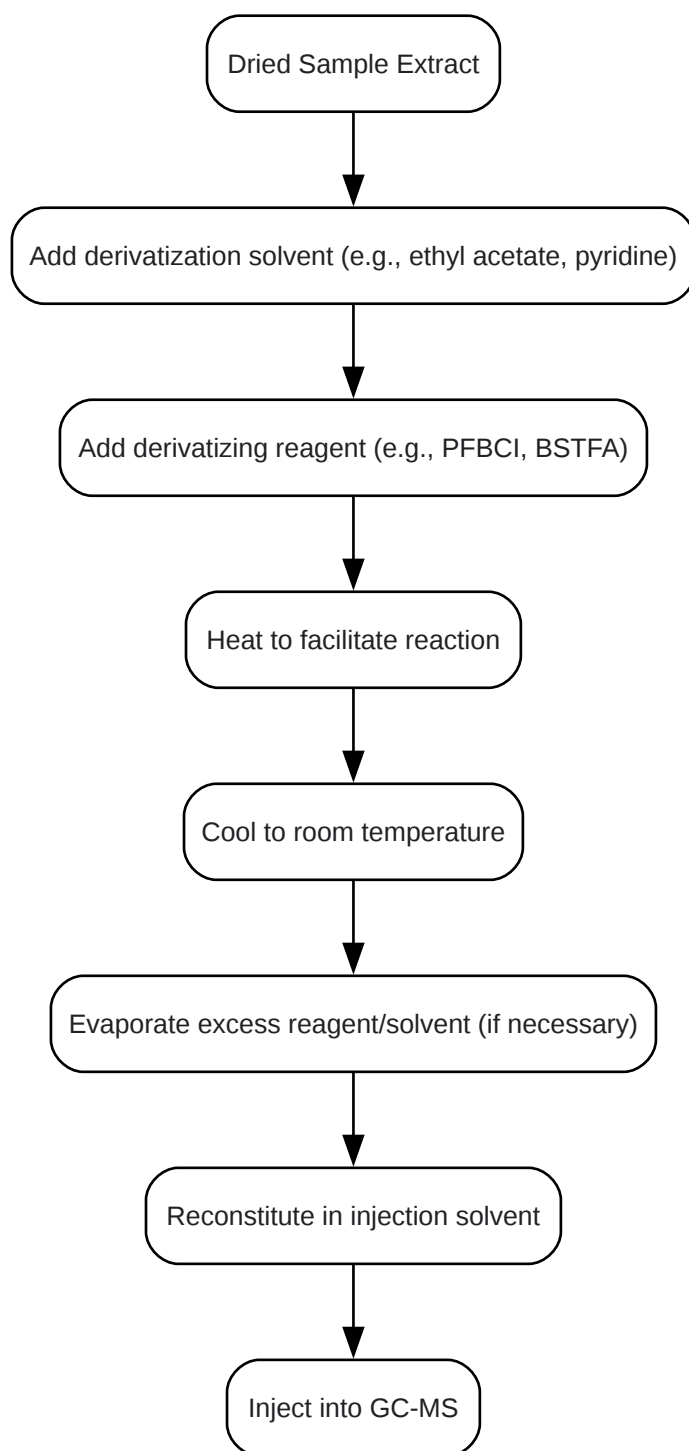 Dried Sample Extract
Add derivatization solvent (e.g., ethyl acetate, pyridine)
Add derivatizing reagent (e.g., PFBCI, BSTFA)
Heat to facilitate reaction
Cool to room temperature
Evaporate excess reagent/solvent (if necessary)
Reconstitute in injection solvent
Inject into GC-MS